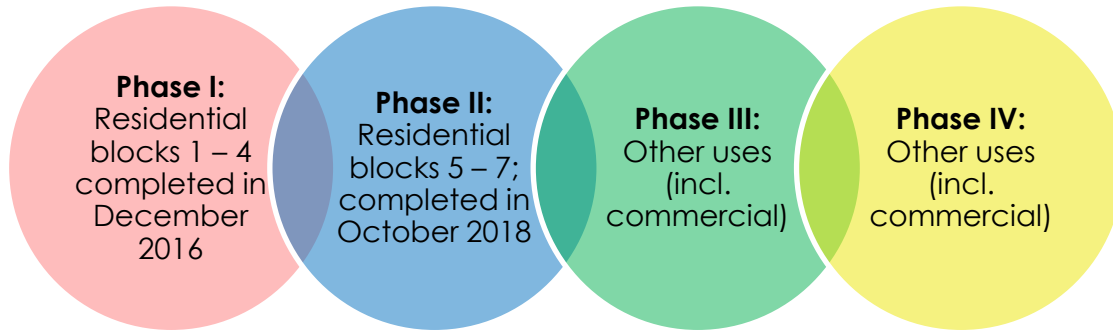 Phase I:
Residential
blocks 1 – 4
completed in
December
2016
Phase II:
Residential
blocks 5 – 7;
completed in
October 2018
Phase III:
Other uses
(incl.
commercial)
Phase IV:
Other uses
(incl.
commercial)